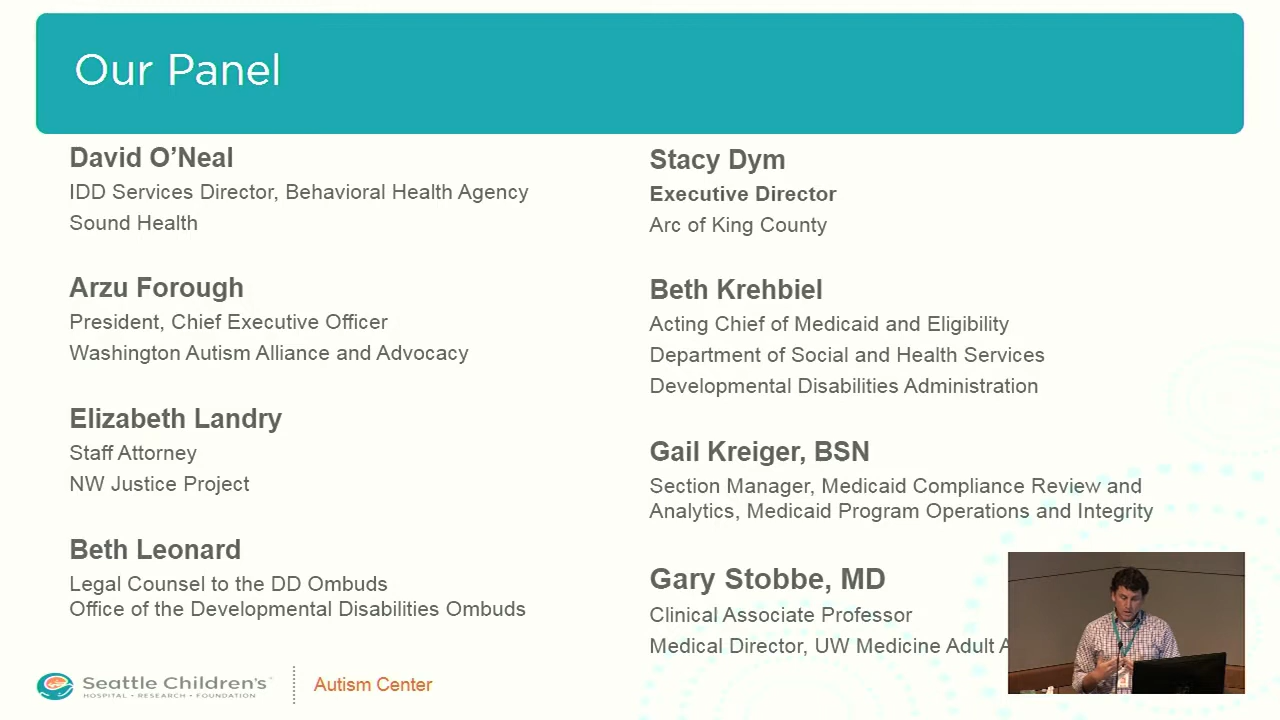 Our Panel
David O’Neal
IDD Services Director, Behavioral Health Agency
Sound Health
Arzu Forough
President, Chief Executive Officer
Washington Autism Alliance and Advocacy
Elizabeth Landry
Staff Attorney
NW Justice Project
Beth Leonard
Legal Counsel to the DD Ombuds
Office of the Developmental Disabilities Ombuds
Stacy Dym
Executive Director
Arc of King County
Beth Krehbiel
Acting Chief of Medicaid and Eligibility
Department of Social and Health Services
Developmental Disabilities Administration
Gail Kreiger, BSN
Section Manager, Medicaid Compliance Review and
Analytics, Medicaid Program Operations and Integrity
Gary Stobbe, MD
Clinical Associate Professor
Medical Director, UW Medicine Adult A
Seattle Children's
HOSPITAL • RESEARCH • FOUNDATION
Autism Center